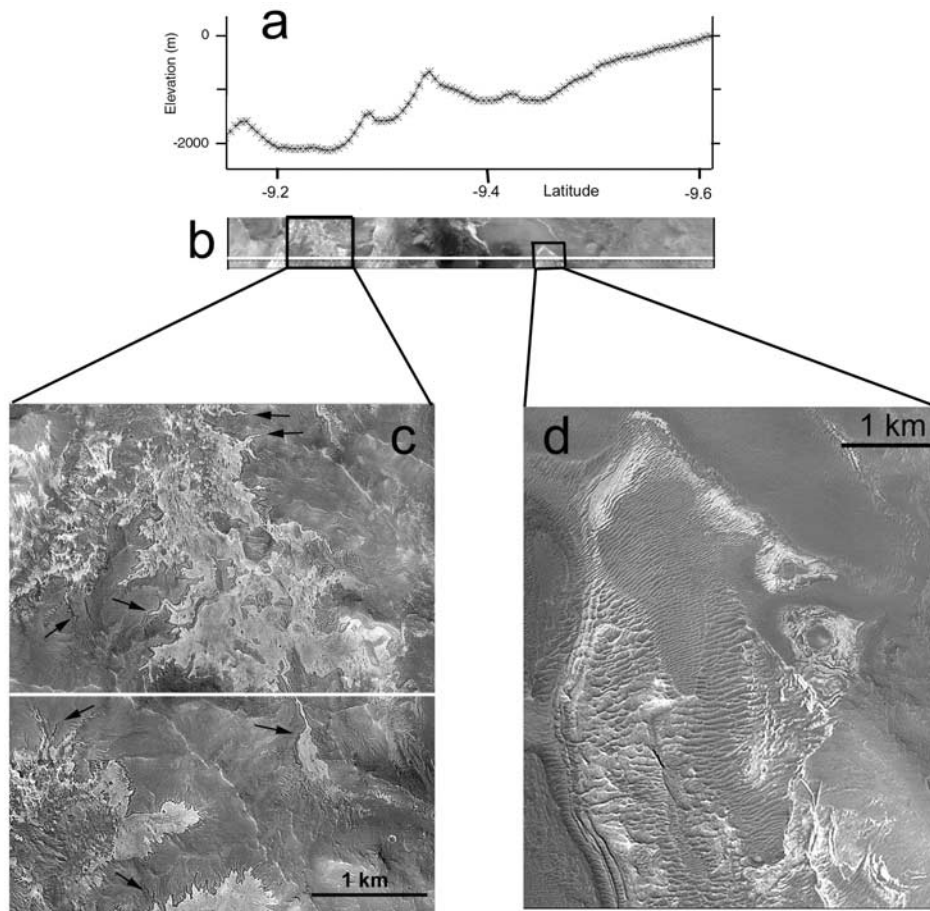 a
Elevation (m)
0
-2000
-9.2
-9.4
Latitude
-9.6
b
c
1 km
d
1 km